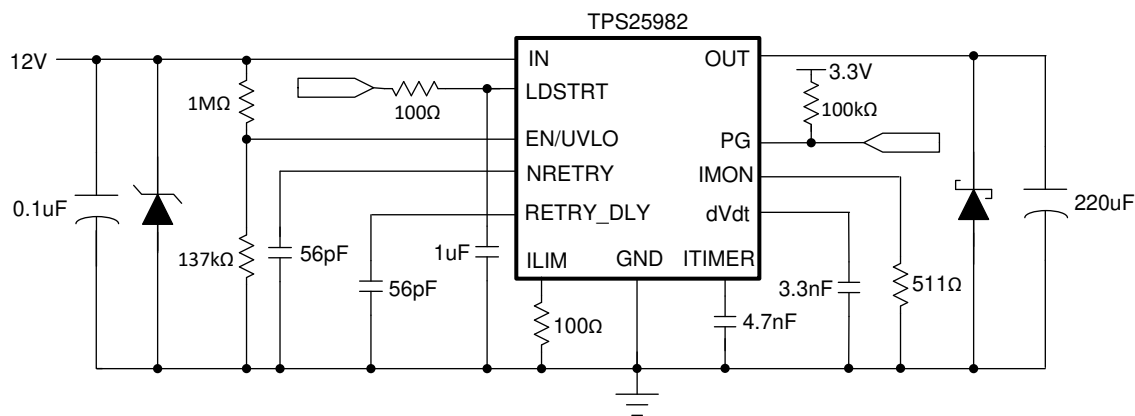 TPS25982
12V
IN
OUT
3.3V
LDSTRT
1MΩ
100Ω
100kΩ
EN/UVLO
PG
NRETRY
IMON
0.1uF
220uF
RETRY_DLY
dVdt
137kΩ
56pF
1uF
ILIM
GND
ITIMER
56pF
3.3nF
511Ω
100Ω
4.7nF